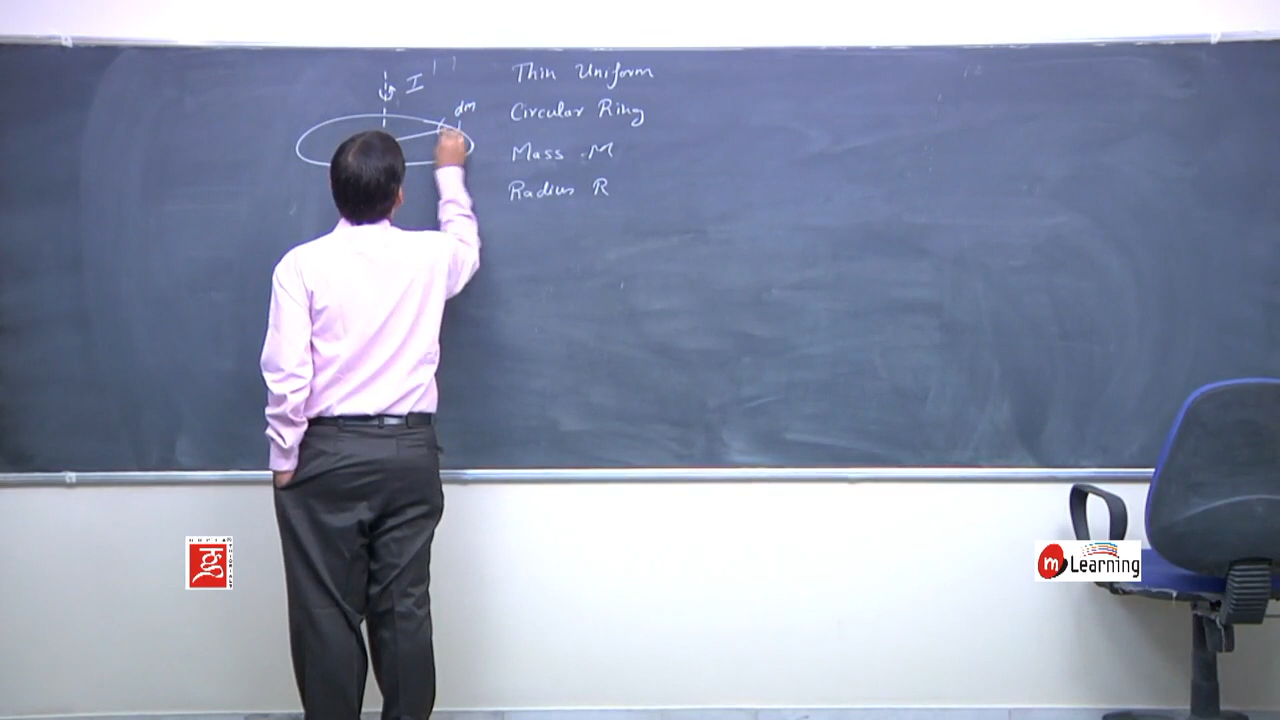 I
dm
Thin Uniform
Circular Ring
Mass M
Radius R
m Learning